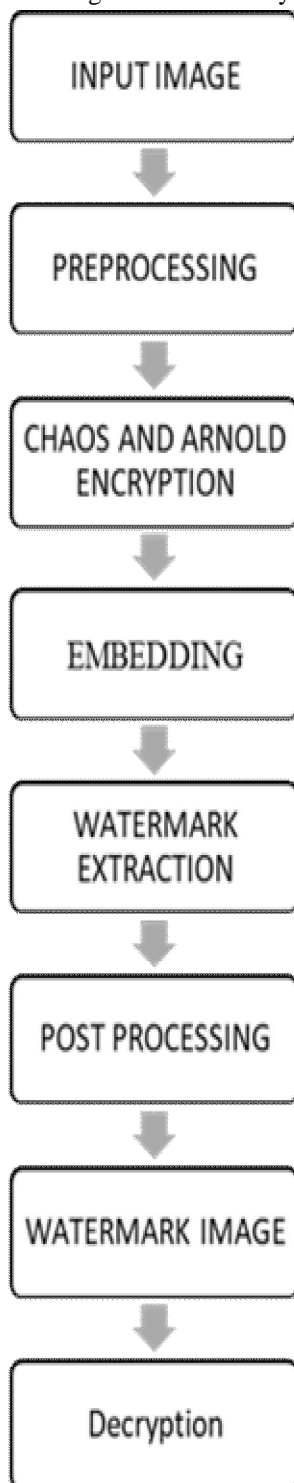 INPUT IMAGE
PREPROCESSING
CHAOS AND ARNOLD
ENCRYPTION
EMBEDDING
WATERMARK
EXTRACTION
POST PROCESSING
WATERMARK IMAGE
Decryption